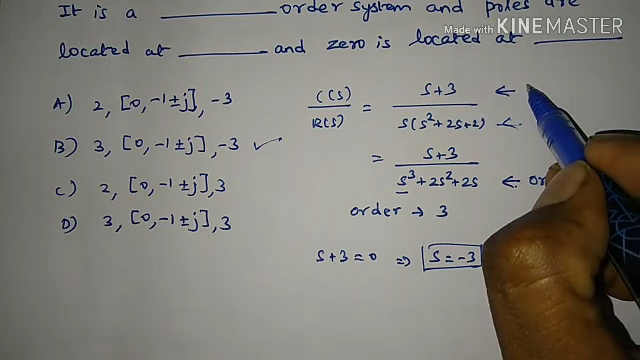 It is a ________ order system and poles are
located at ________ and zero is located at ________
Made with KINEMASTER
A) 2, [0, -1 ± j], -3
B) 3, [0, -1 ± j], -3 ✓
C) 2, [0, -1 ± j], 3
D) 3, [0, -1 ± j], 3
C(S)/R(S) = S+3 / S(S²+2S+2) ←
= S+3 / S³+2S²+2S ← or
order → 3
S+3=0 ⇒ S=-3